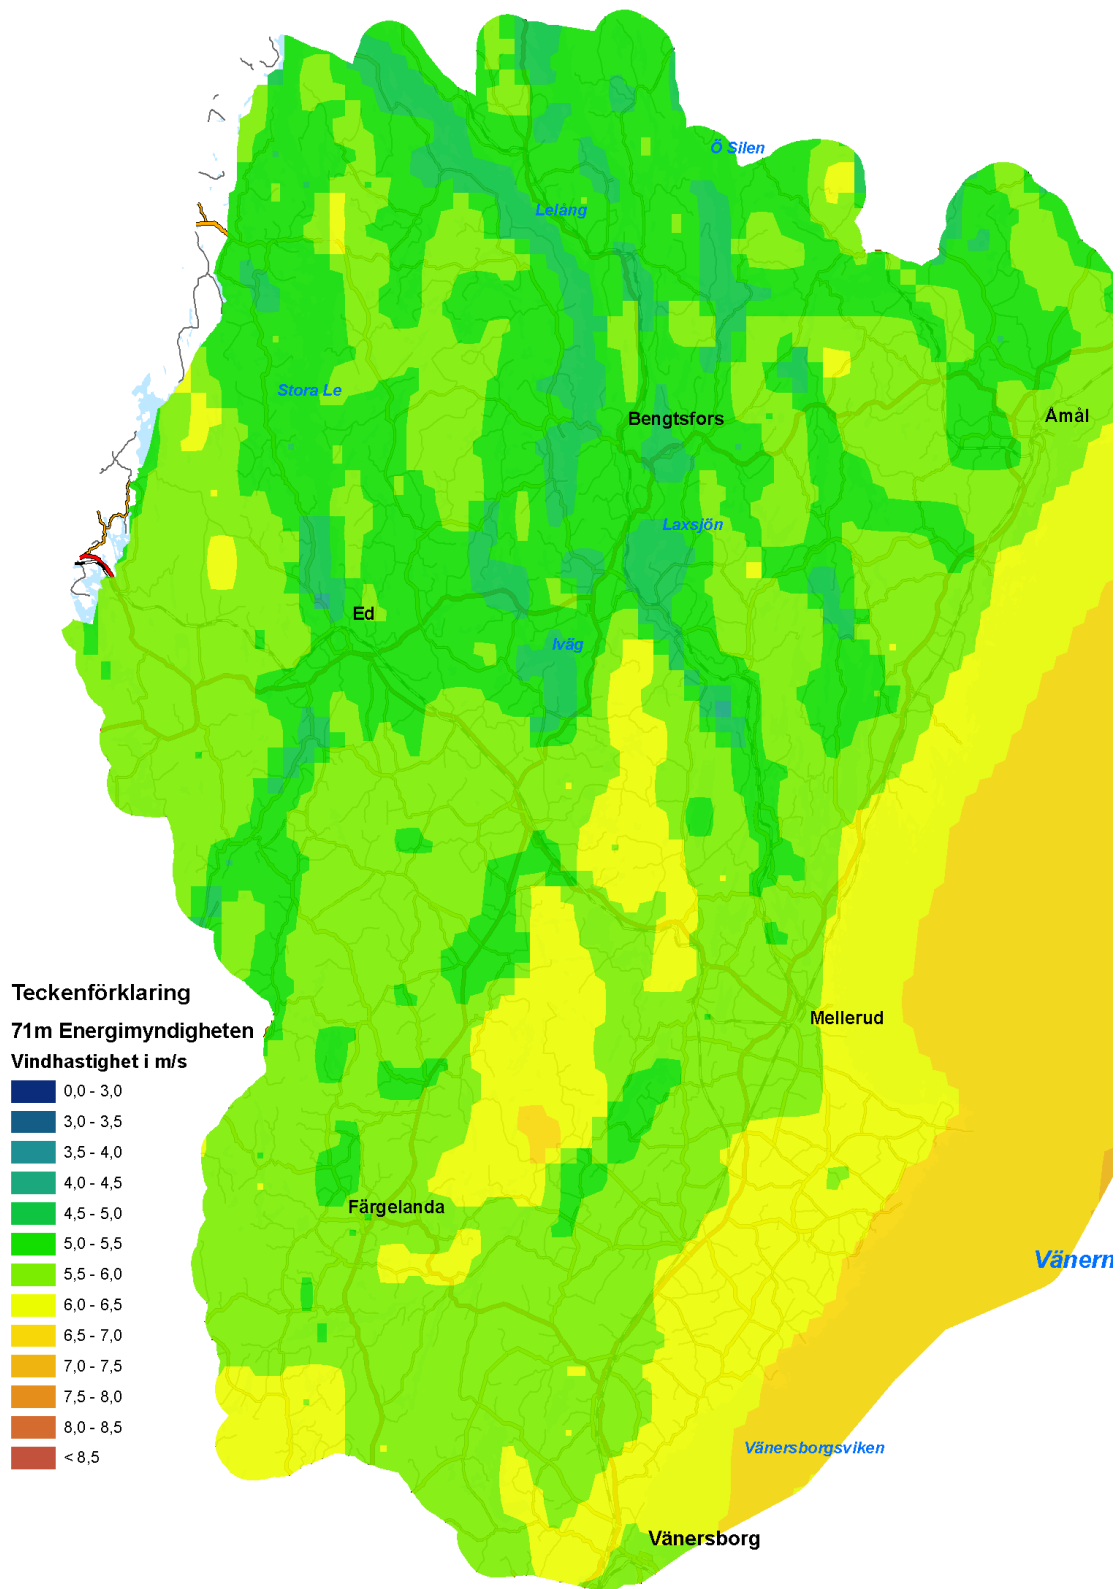 Ö Silen
Lelång
Stora Le
Bengtsfors
Åmål
Laxsjön
Ed
Iväg
Teckenförklaring
71m Energimyndigheten
Vindhastighet i m/s
0,0 - 3,0
3,0 - 3,5
3,5 - 4,0
4,0 - 4,5
4,5 - 5,0
5,0 - 5,5
5,5 - 6,0
6,0 - 6,5
6,5 - 7,0
7,0 - 7,5
7,5 - 8,0
8,0 - 8,5
< 8,5
Mellerud
Färgelanda
Vänern
Vänersborgsviken
Vänersborg